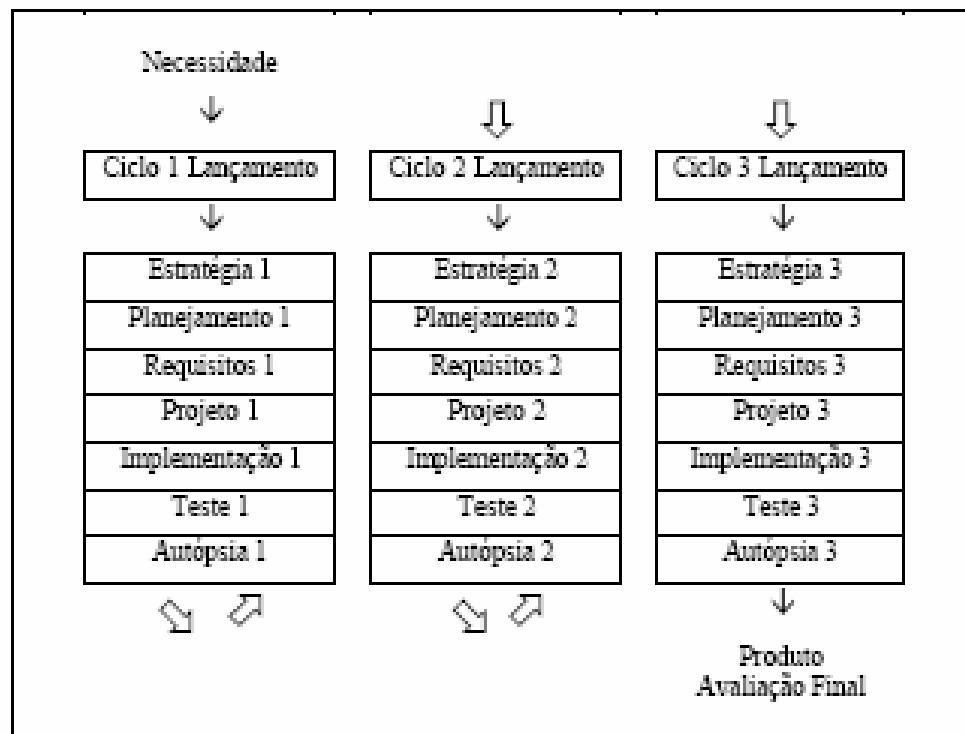 Necessidade
Ciclo 1 Lançamento
Estratégia 1
Planejamento 1
Requisitos 1
Projeto 1
Implementação 1
Teste 1
Autópsia 1
Ciclo 2 Lançamento
Estratégia 2
Planejamento 2
Requisitos 2
Projeto 2
Implementação 2
Teste 2
Autópsia 2
Ciclo 3 Lançamento
Estratégia 3
Planejamento 3
Requisitos 3
Projeto 3
Implementação 3
Teste 3
Autópsia 3
Produto
Avaliação Final